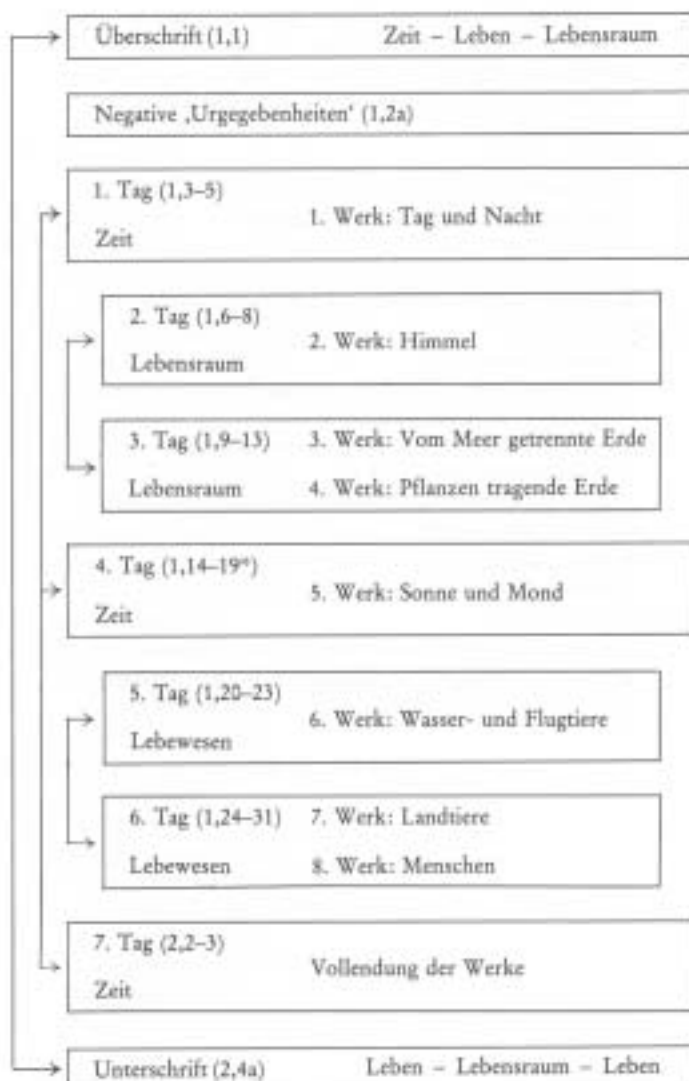 Überschrift (1,1) Zeit – Leben – Lebensraum
Negative ‚Urgegebenheiten‘ (1,2a)
1. Tag (1,3–5)
1. Werk: Tag und Nacht
Zeit
2. Tag (1,6–8)
2. Werk: Himmel
Lebensraum
3. Tag (1,9–13) 3. Werk: Vom Meer getrennte Erde
Lebensraum 4. Werk: Pflanzen tragende Erde
4. Tag (1,14–19*)
5. Werk: Sonne und Mond
Zeit
5. Tag (1,20–23)
6. Werk: Wasser- und Flugtiere
Lebewesen
6. Tag (1,24–31) 7. Werk: Landtiere
Lebewesen 8. Werk: Menschen
7. Tag (2,2–3)
Vollendung der Werke
Zeit
Unterschrift (2,4a) Leben – Lebensraum – Leben